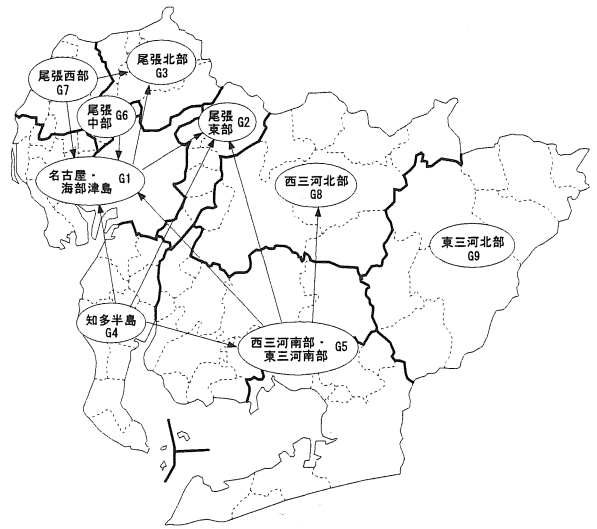 尾張北部
G3
尾張西部
G7
尾張
中部 G6
尾張
東部 G2
名古屋・
海部津島 G1
西三河北部
G8
東三河北部
G9
知多半島
G4
西三河南部・
東三河南部 G5